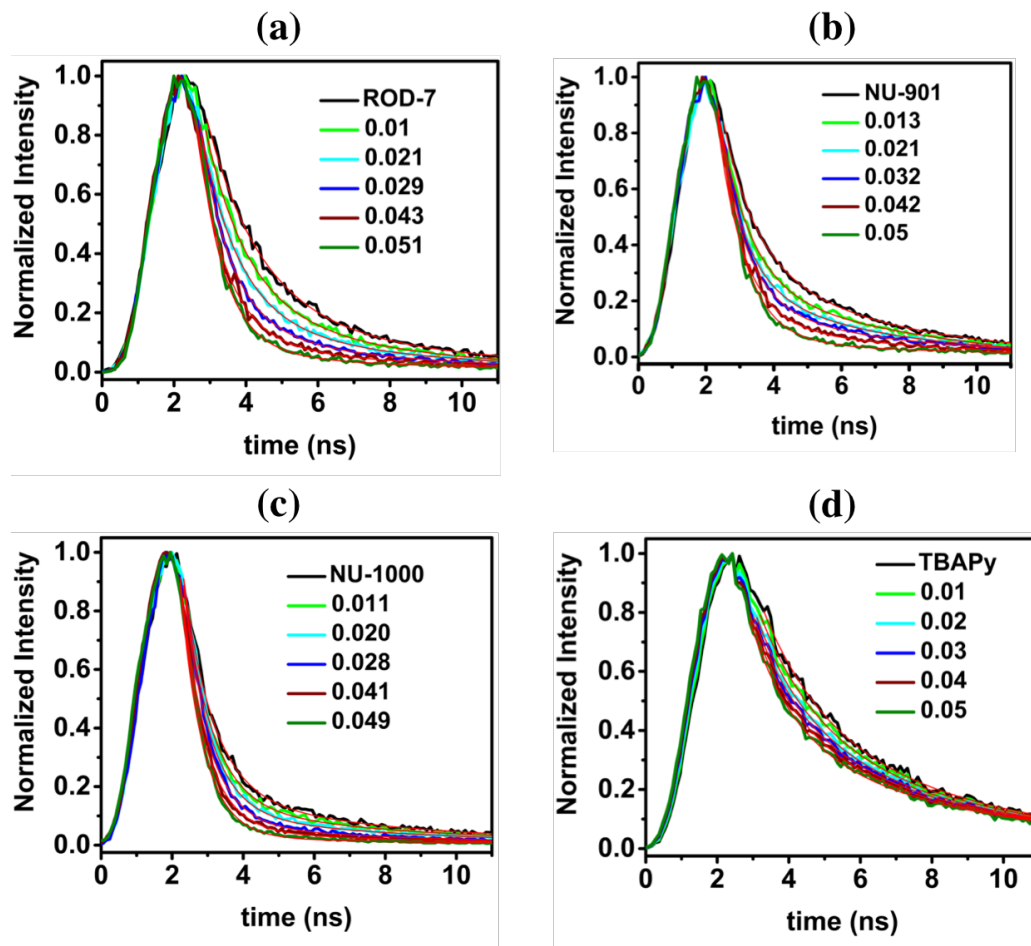 (a)
Normalized Intensity
1.0
0.8
0.6
0.4
0.2
0.0
ROD-7
0.01
0.021
0.029
0.043
0.051
0 2 4 6 8 10
time (ns)
(b)
Normalized Intensity
1.0
0.8
0.6
0.4
0.2
0.0
NU-901
0.013
0.021
0.032
0.042
0.05
0 2 4 6 8 10
time (ns)
(c)
Normalized Intensity
1.0
0.8
0.6
0.4
0.2
0.0
NU-1000
0.011
0.020
0.028
0.041
0.049
0 2 4 6 8 10
time (ns)
(d)
Normalized Intensity
1.0
0.8
0.6
0.4
0.2
0.0
TBAPy
0.01
0.02
0.03
0.04
0.05
0 2 4 6 8 10
time (ns)